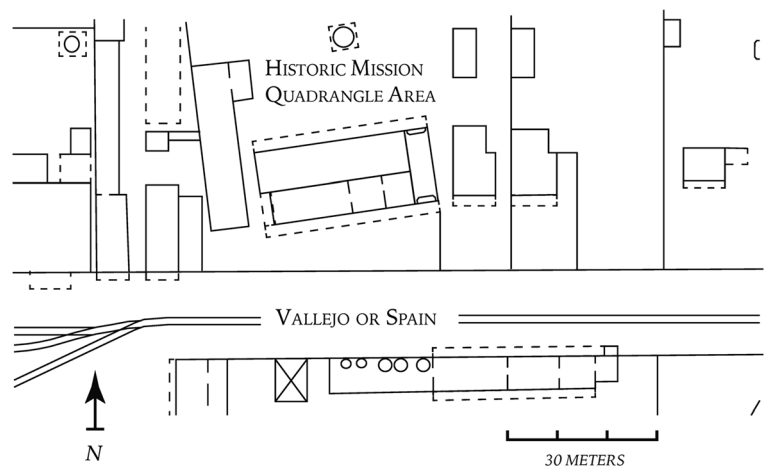 Historic Mission
Quadrangle Area
Vallejo or Spain
N
30 METERS